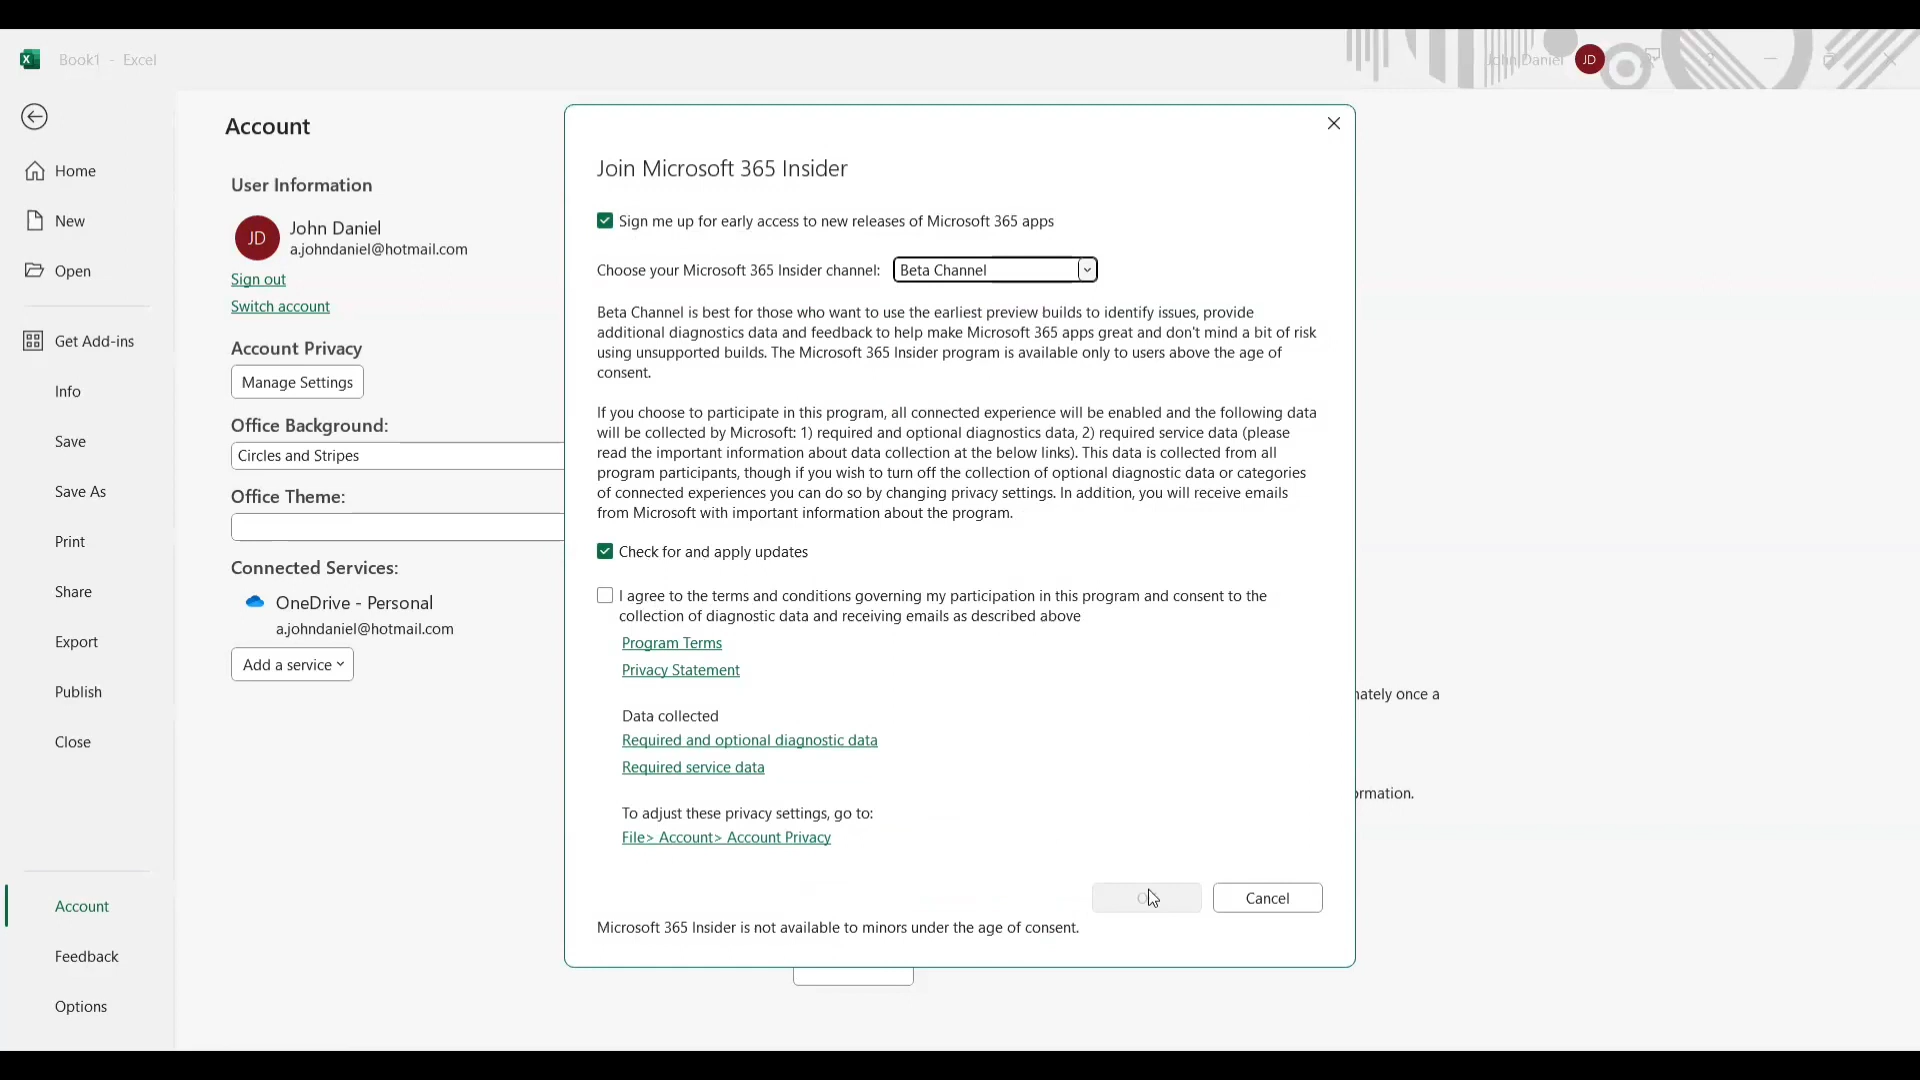 Book1 - Excel
John Daniel
JD
Home
New
Open
Get Add-ins
Info
Save
Save As
Print
Share
Export
Publish
Close
Account
Feedback
Options
Account
User Information
JD
John Daniel
a.johndaniel@hotmail.com
Sign out
Switch account
Account Privacy
Manage Settings
Office Background:
Circles and Stripes
Office Theme:
Connected Services:
OneDrive - Personal
a.johndaniel@hotmail.com
Add a service
Join Microsoft 365 Insider
Sign me up for early access to new releases of Microsoft 365 apps
Choose your Microsoft 365 Insider channel: Beta Channel
Beta Channel is best for those who want to use the earliest preview builds to identify issues, provide
additional diagnostics data and feedback to help make Microsoft 365 apps great and don't mind a bit of risk
using unsupported builds. The Microsoft 365 Insider program is available only to users above the age of
consent.
If you choose to participate in this program, all connected experience will be enabled and the following data
will be collected by Microsoft: 1) required and optional diagnostics data, 2) required service data (please
read the important information about data collection at the below links). This data is collected from all
program participants, though if you wish to turn off the collection of optional diagnostic data or categories
of connected experiences you can do so by changing privacy settings. In addition, you will receive emails
from Microsoft with important information about the program.
Check for and apply updates
I agree to the terms and conditions governing my participation in this program and consent to the
collection of diagnostic data and receiving emails as described above
Program Terms
Privacy Statement
Data collected
Required and optional diagnostic data
Required service data
To adjust these privacy settings, go to:
File> Account> Account Privacy
Cancel
Microsoft 365 Insider is not available to minors under the age of consent.
once a